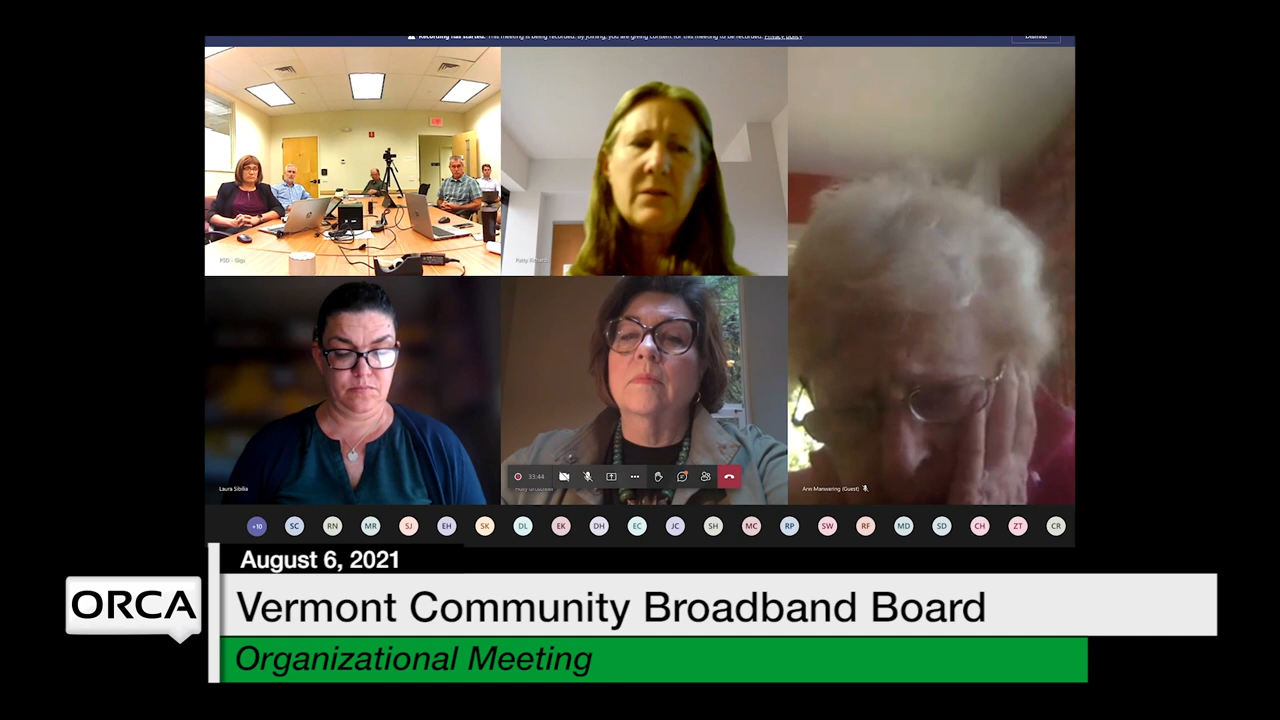 Recording has started. This meeting is being recorded. By joining, you are giving consent for this meeting to be recorded. Privacy policy
Dismiss
PSD - Giga
Patty Richards
Laura Sibilia
33:44
Ann Manwaring (Guest)
+10 SC RN MR SJ EH SK DL EK DH EC JC SH MC RP SW RF MD SD CH ZT CR
August 6, 2021
ORCA
Vermont Community Broadband Board
Organizational Meeting